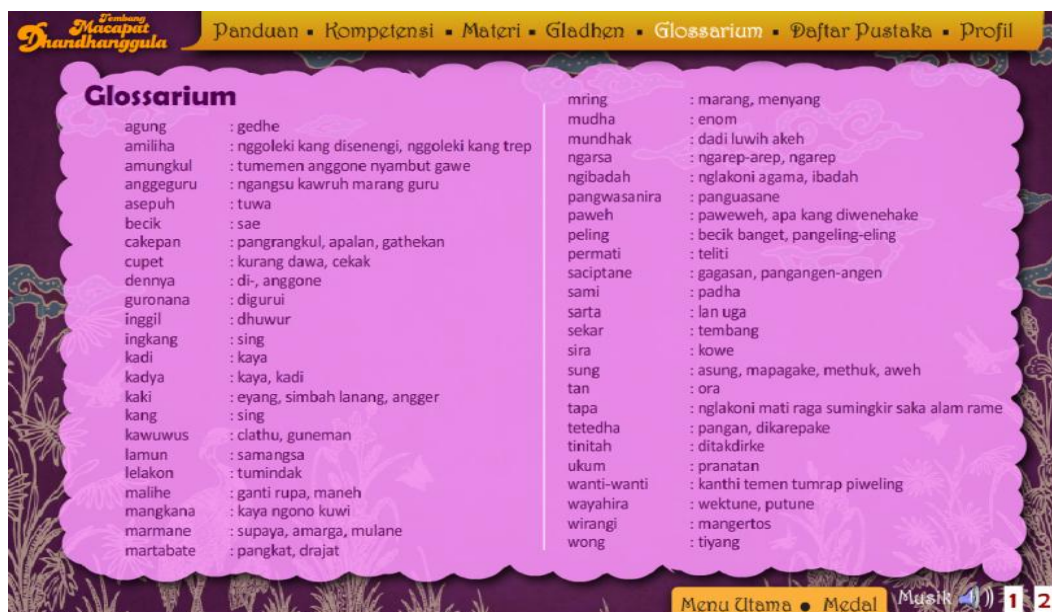 Tembang
Macapat
Dhandhanggula
Panduan ▪ Kompetensi ▪ Materi ▪ Gladhen ▪ Glossarium ▪ Daftar Pustaka ▪ Profil
Glossarium
agung : gedhe
amiliha : nggoleki kang disenengi, nggoleki kang trep
amungkul : tumemen anggone nyambut gawe
anggeguru : ngangsu kawruh marang guru
asepuh : tuwa
becik : sae
cakepan : pangrangkul, apalan, gathekan
cupet : kurang dawa, cekak
dennya : di-, anggone
guronana : digurui
inggil : dhuwur
ingkang : sing
kadi : kaya
kadya : kaya, kadi
kaki : eyang, simbah lanang, angger
kang : sing
kawuwus : clathu, guneman
lamun : samangsa
lelakon : tumindak
malihe : ganti rupa, maneh
mangkana : kaya ngono kuwi
marmane : supaya, amarga, mulane
martabate : pangkat, drajat
mring : marang, menyang
mudha : enom
mundhak : dadi luwih akeh
ngarsa : ngarep-arep, ngarep
ngibadah : nglakoni agama, ibadah
pangwasanira : panguasane
paweh : paweweh, apa kang diwenehake
peling : becik banget, pangeling-eling
permati : teliti
saciptane : gagasan, pangangen-angen
sami : padha
sarta : lan uga
sekar : tembang
sira : kowe
sung : asung, mapagake, methuk, aweh
tan : ora
tapa : nglakoni mati raga sumingkir saka alam rame
tetedha : pangan, dikarepake
tinitah : ditakdirke
ukum : pranatan
wanti-wanti : kanthi temen tumrap piweling
wayahira : wektune, putune
wirangi : mangertos
wong : tiyang
Menu Utama ● Medal Musik 1 2